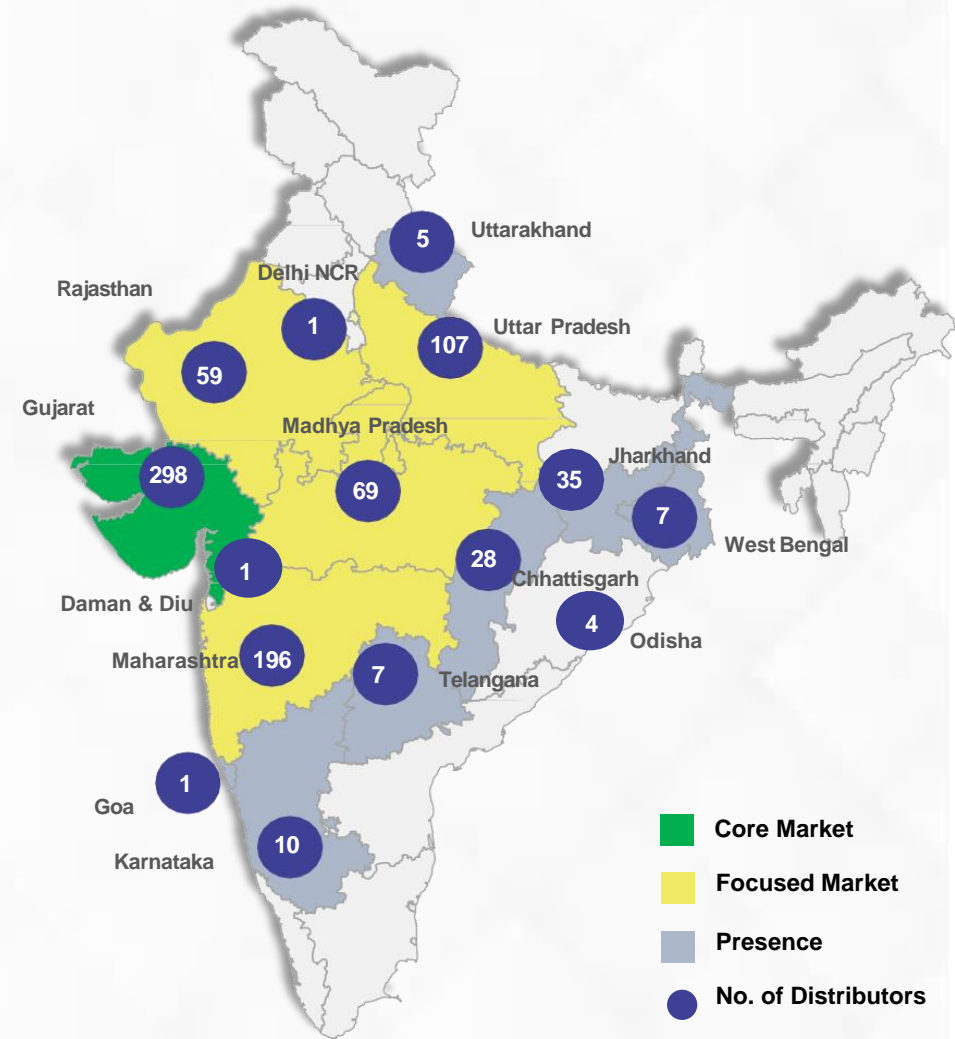 5
Uttarakhand
Delhi NCR
Rajasthan
1
Uttar Pradesh
107
59
Gujarat
Madhya Pradesh
298
Jharkhand
35
69
7
West Bengal
28
1
Chhattisgarh
Daman & Diu
4
Odisha
Maharashtra
196
7
Telangana
1
Goa
10
Karnataka
Core Market
Focused Market
Presence
No. of Distributors